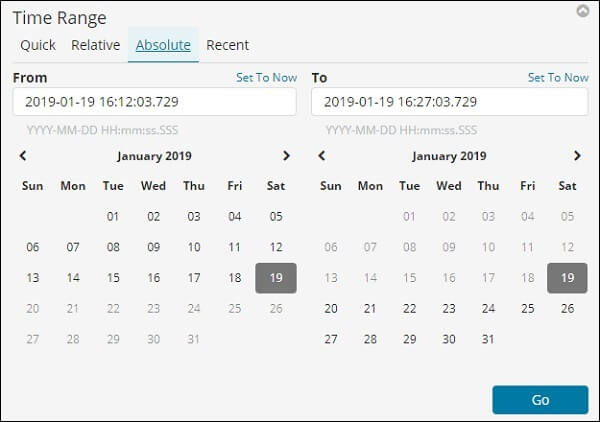 Time Range
Quick Relative Absolute Recent
From Set To Now To Set To Now
2019-01-19 16:12:03.729 2019-01-19 16:27:03.729
YYYY-MM-DD HH:mm:ss.SSS YYYY-MM-DD HH:mm:ss.SSS
January 2019 January 2019
Sun Mon Tue Wed Thu Fri Sat Sun Mon Tue Wed Thu Fri Sat
01 02 03 04 05 01 02 03 04 05
06 07 08 09 10 11 12 06 07 08 09 10 11 12
13 14 15 16 17 18 19 13 14 15 16 17 18 19
20 21 22 23 24 25 26 20 21 22 23 24 25 26
27 28 29 30 31 27 28 29 30 31
Go